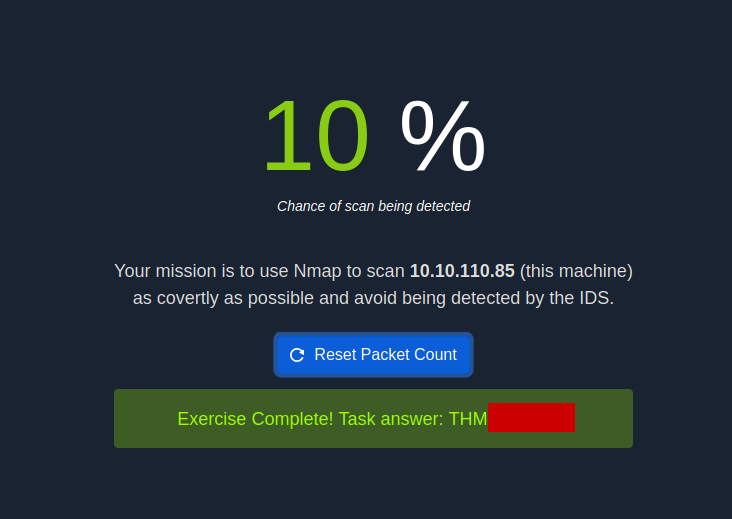 10 %
Chance of scan being detected
Your mission is to use Nmap to scan 10.10.110.85 (this machine)
as covertly as possible and avoid being detected by the IDS.
Reset Packet Count
Exercise Complete! Task answer: THM